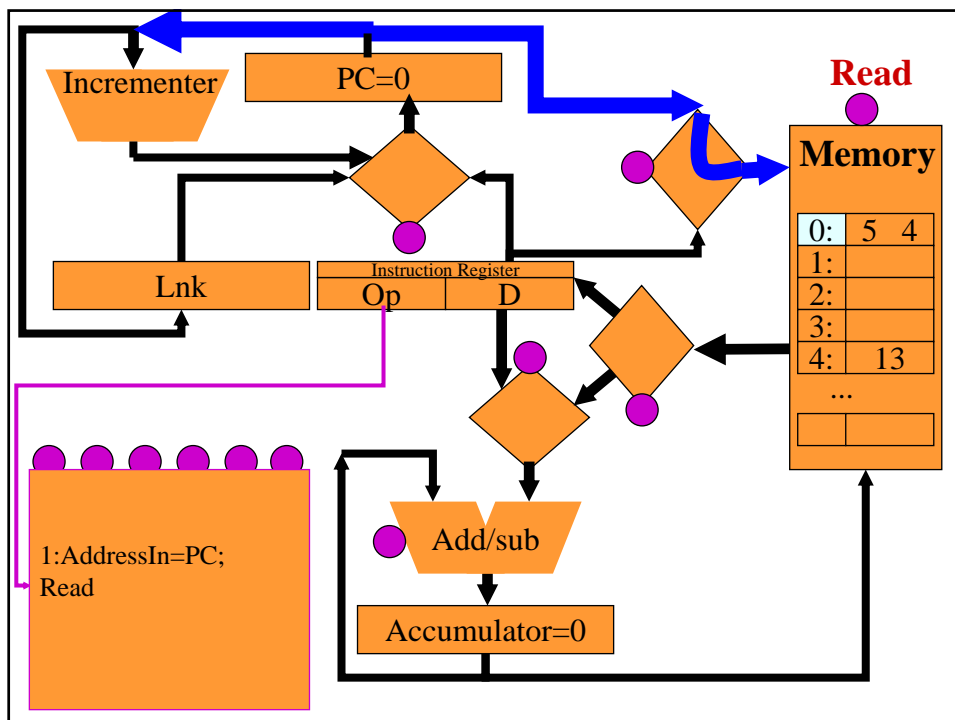 Incrementer
PC=0
Read
Memory
0: 5 4
1:
2:
3:
4: 13
...
Lnk
Instruction Register
Op D
Add/sub
1:AddressIn=PC;
Read
Accumulator=0